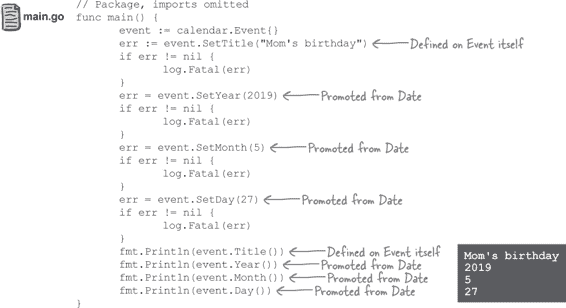 // Package, imports omitted
main.go
func main() {
event := calendar.Event{}
err := event.SetTitle("Mom's birthday") Defined on Event itself
if err != nil {
log.Fatal(err)
}
err = event.SetYear(2019) Promoted from Date
if err != nil {
log.Fatal(err)
}
err = event.SetMonth(5) Promoted from Date
if err != nil {
log.Fatal(err)
}
err = event.SetDay(27) Promoted from Date
if err != nil {
log.Fatal(err)
}
fmt.Println(event.Title()) Defined on Event itself
fmt.Println(event.Year()) Promoted from Date
fmt.Println(event.Month()) Promoted from Date
fmt.Println(event.Day()) Promoted from Date
}
Mom's birthday
2019
5
27